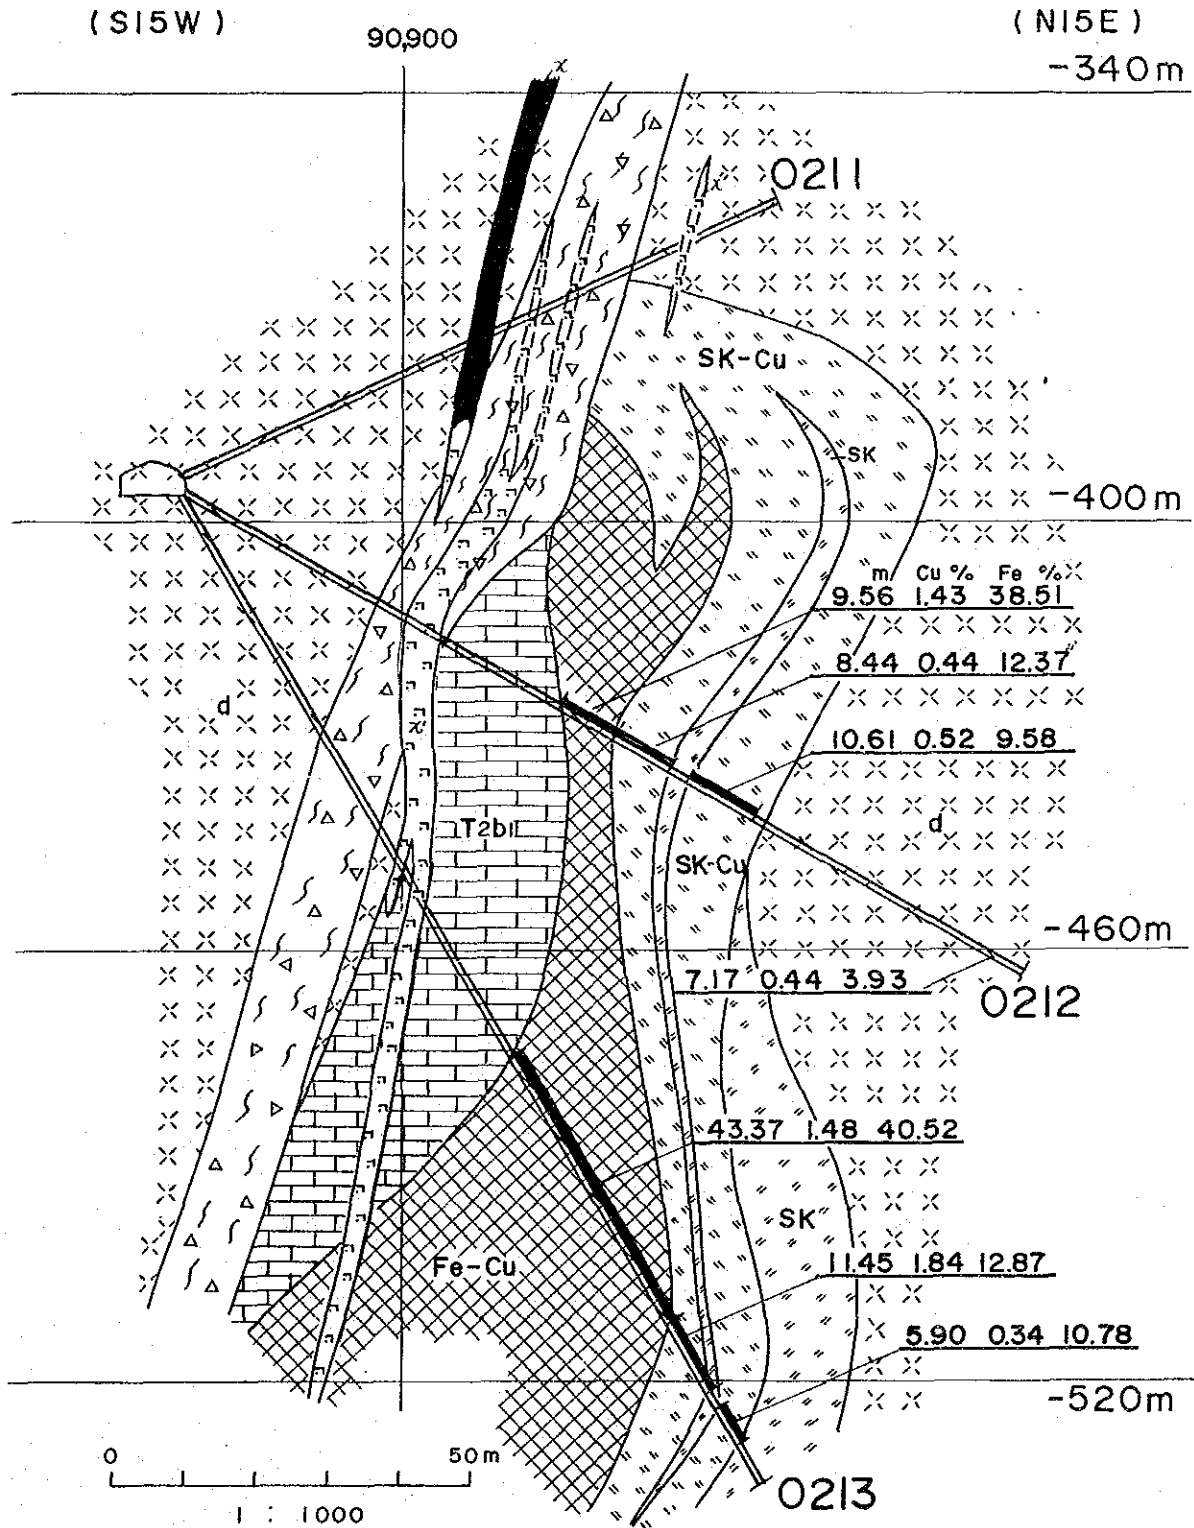 (S15W)
90,900
(N15E)
-340m
χ
0211
χ
SK-Cu
SK
-400m
m Cu % Fe %
9.56 1.43 38.51
8.44 0.44 12.37
d
χ
10.61 0.52 9.58
T2b1
d
SK-Cu
-460m
7.17 0.44 3.93
0212
43.37 1.48 40.52
SK
Fe-Cu
11.45 1.84 12.87
5.90 0.34 10.78
-520m
0 50m
0213
1 : 1000